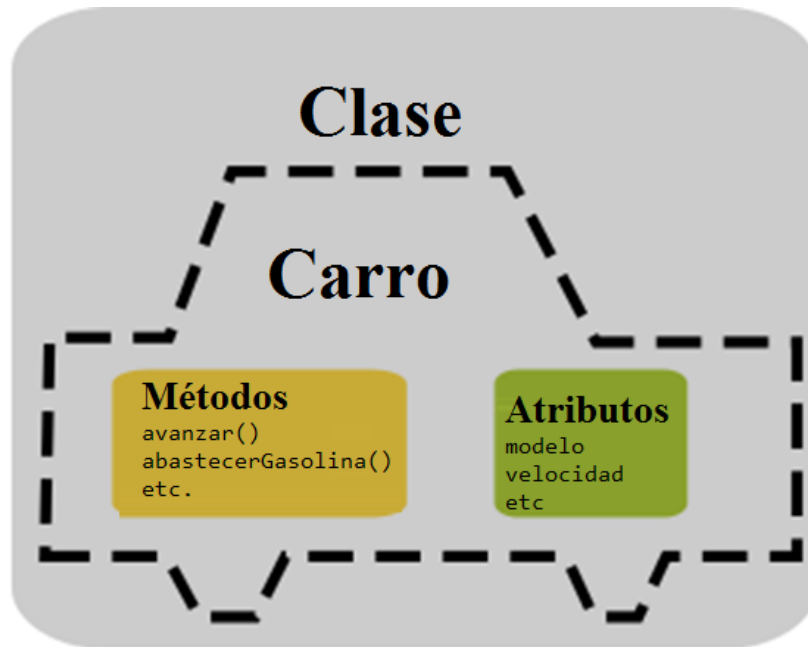 Clase
Carro
Métodos
avanzar()
abastecerGasolina()
etc.
Atributos
modelo
velocidad
etc